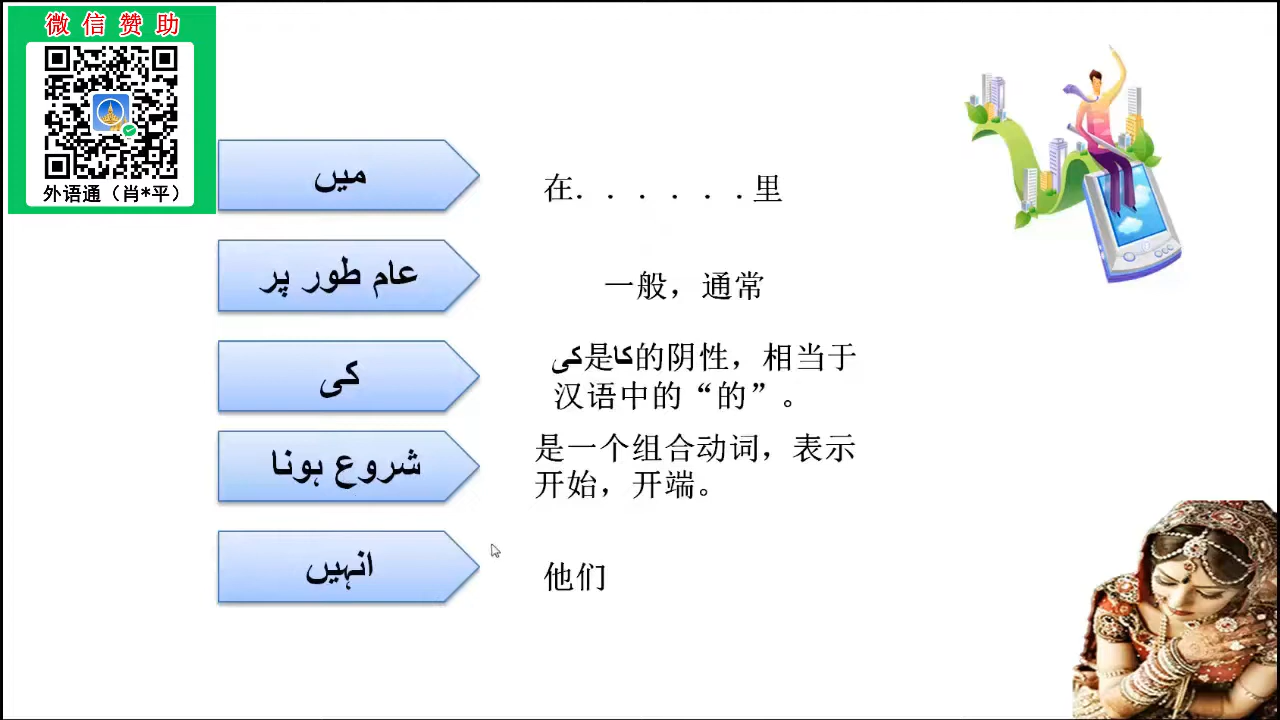 微信赞助
外语通（肖*平）
میں
在. . . . . .里
عام طور پر
一般，通常
کی
کی是کا的阴性，相当于
汉语中的“的”。
شروع ہونا
是一个组合动词，表示
开始，开端。
انہیں
他们